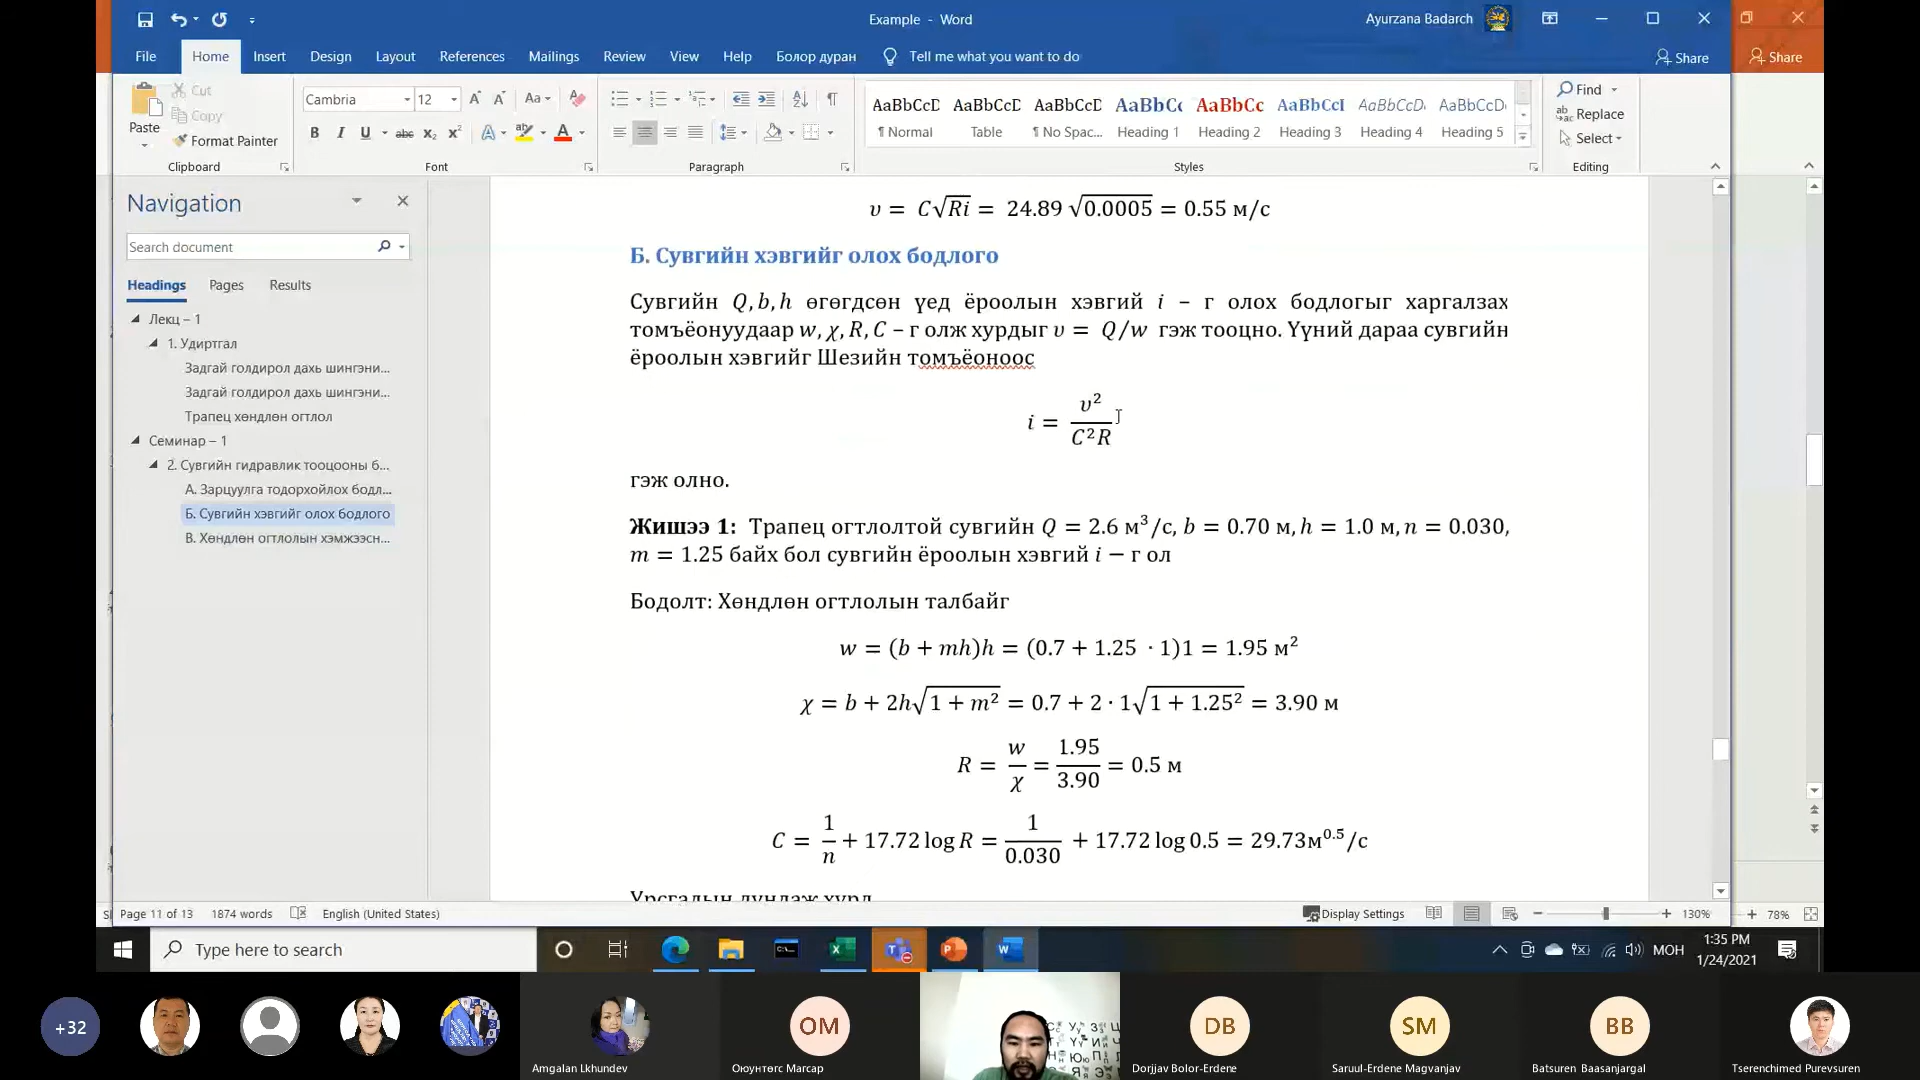 Example - Word
Ayurzana Badarch
File Home Insert Design Layout References Mailings Review View Help Болор дуран Tell me what you want to do
Share
Share
Paste
Cut
Copy
Format Painter
Clipboard
Cambria 12
Font
Paragraph
AaBbCcD AaBbCcD AaBbCcD AaBbCc AaBbCc AaBbCcI AaBbCcD AaBbCcD
¶ Normal Table ¶ No Spac... Heading 1 Heading 2 Heading 3 Heading 4 Heading 5
Styles
Find
Replace
Select
Editing
Navigation
Search document
Headings Pages Results
Лекц – 1
1. Удиртгал
Задгай голдирол дахь шингэни...
Задгай голдирол дахь шингэни...
Трапец хөндлөн огтлол
Семинар – 1
2. Сувгийн гидравлик тооцооны б...
А. Зарцуулга тодорхойлох бодл...
Б. Сувгийн хэвгийг олох бодлого
В. Хөндлөн огтлолын хэмжээсн...
υ = C√Ri = 24.89 √0.0005 = 0.55 м/с
Б. Сувгийн хэвгийг олох бодлого
Сувгийн Q, b, h өгөгдсөн үед ёроолын хэвгий i – г олох бодлогыг харгалзах
томъёонуудаар w, χ, R, C – г олж хурдыг υ = Q/w гэж тооцно. Үүний дараа сувгийн
ёроолын хэвгийг Шезийн томъёоноос
i = υ²/C²R
гэж олно.
Жишээ 1: Трапец огтлолтой сувгийн Q = 2.6 м³/с, b = 0.70 м, h = 1.0 м, n = 0.030,
m = 1.25 байх бол сувгийн ёроолын хэвгий i − г ол
Бодолт: Хөндлөн огтлолын талбайг
w = (b + mh)h = (0.7 + 1.25 · 1)1 = 1.95 м²
χ = b + 2h√1 + m² = 0.7 + 2 · 1√1 + 1.25² = 3.90 м
R = w/χ = 1.95/3.90 = 0.5 м
C = 1/n + 17.72 log R = 1/0.030 + 17.72 log 0.5 = 29.73м⁰·⁵/с
Урсгалын дундаж хурд
Page 11 of 13 1874 words English (United States) Display Settings 130% 78%
Type here to search
МОН
1:35 PM
1/24/2021
+32
OM
DB
SM
BB
Amgalan Lkhundev
Оюунтөгс Магсар
Dorjjav Bolor-Erdene
Saruul-Erdene Magvanjav
Batsuren Baasanjargal
Tserenchimed Purevsuren